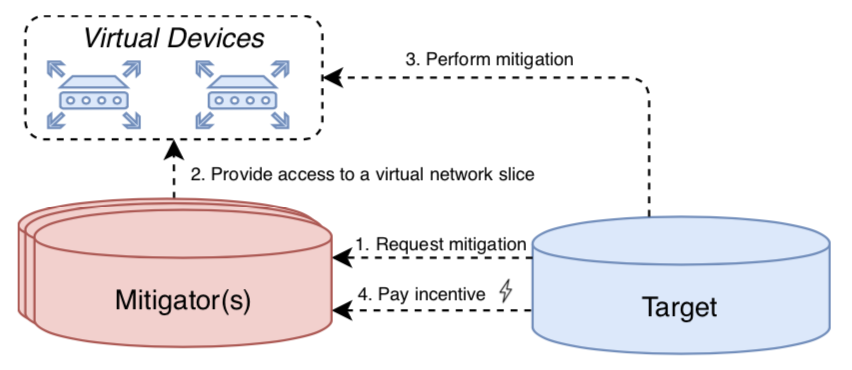 Virtual Devices
3. Perform mitigation
2. Provide access to a virtual network slice
1. Request mitigation
4. Pay incentive
Mitigator(s)
Target